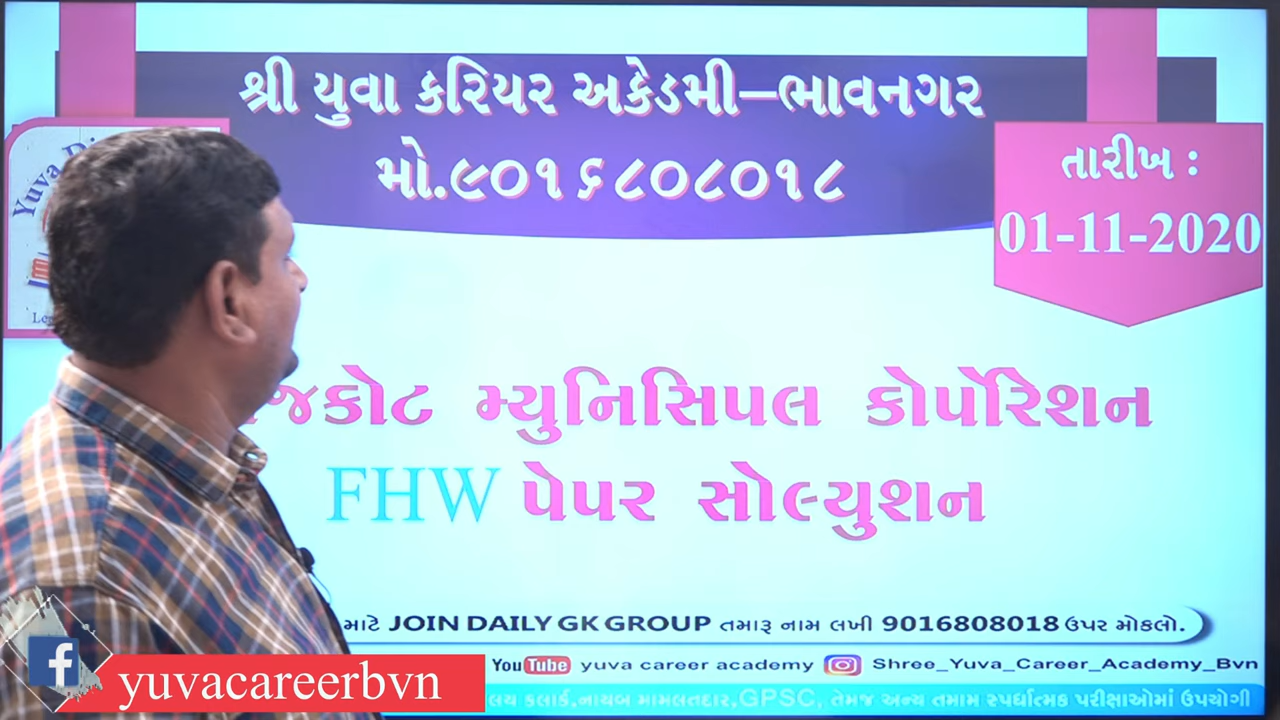 શ્રી યુવા કરિયર અકેડમી–ભાવનગર
મો.૯૦૧૬૮૦૮૦૧૮
Yuva
તારીખ :
01-11-2020
મ્યુનિસિપલ કોર્પોરેશન
FHW પેપર સોલ્યુશન
માટે JOIN DAILY GK GROUP તમારૂ નામ લખી 9016808018 ઉપર મોકલો.
YouTube yuva career academy Shree_Yuva_Career_Academy_Bvn
f yuvacareerbvn
કલાર્ક,નાયબ મામલતદાર,GPSC, તેમજ અન્ય તમામ સ્પર્ધાત્મક પરીક્ષાઓમાં ઉપયોગી